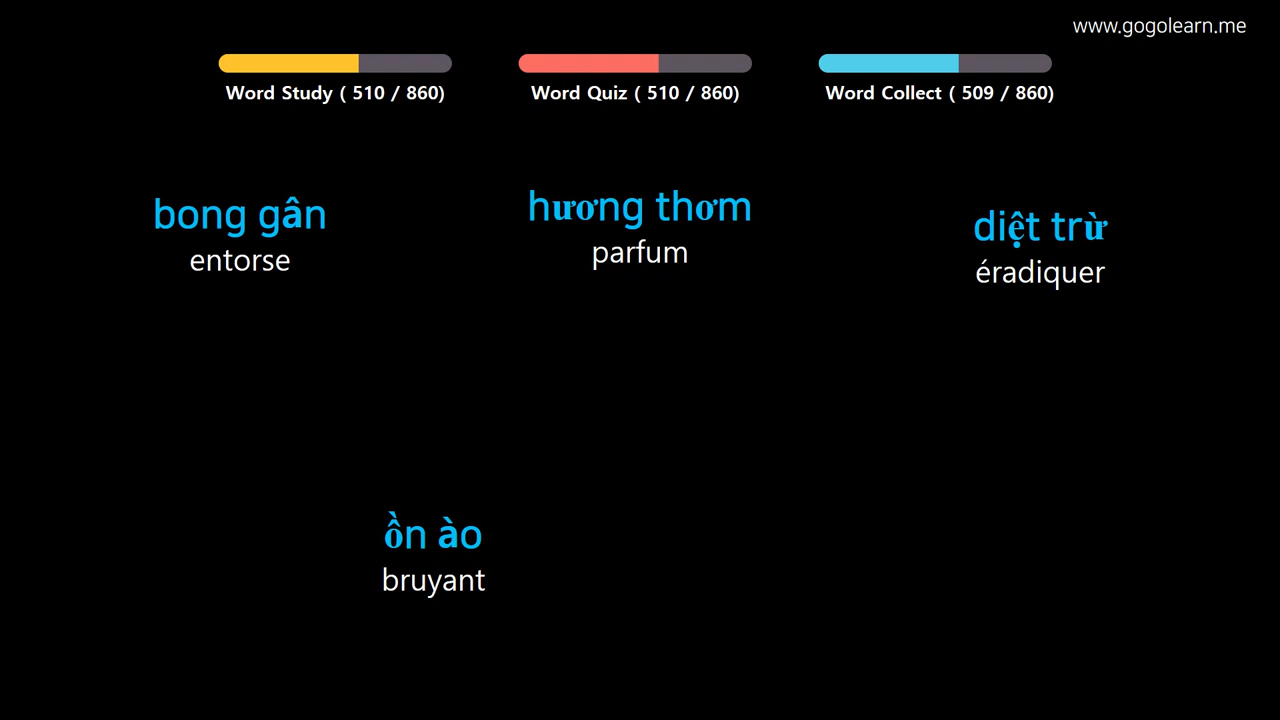 www.gogolearn.me
Word Study ( 510 / 860)
Word Quiz ( 510 / 860)
Word Collect ( 509 / 860)
bong gân
entorse
hương thơm
parfum
diệt trừ
éradiquer
ồn ào
bruyant